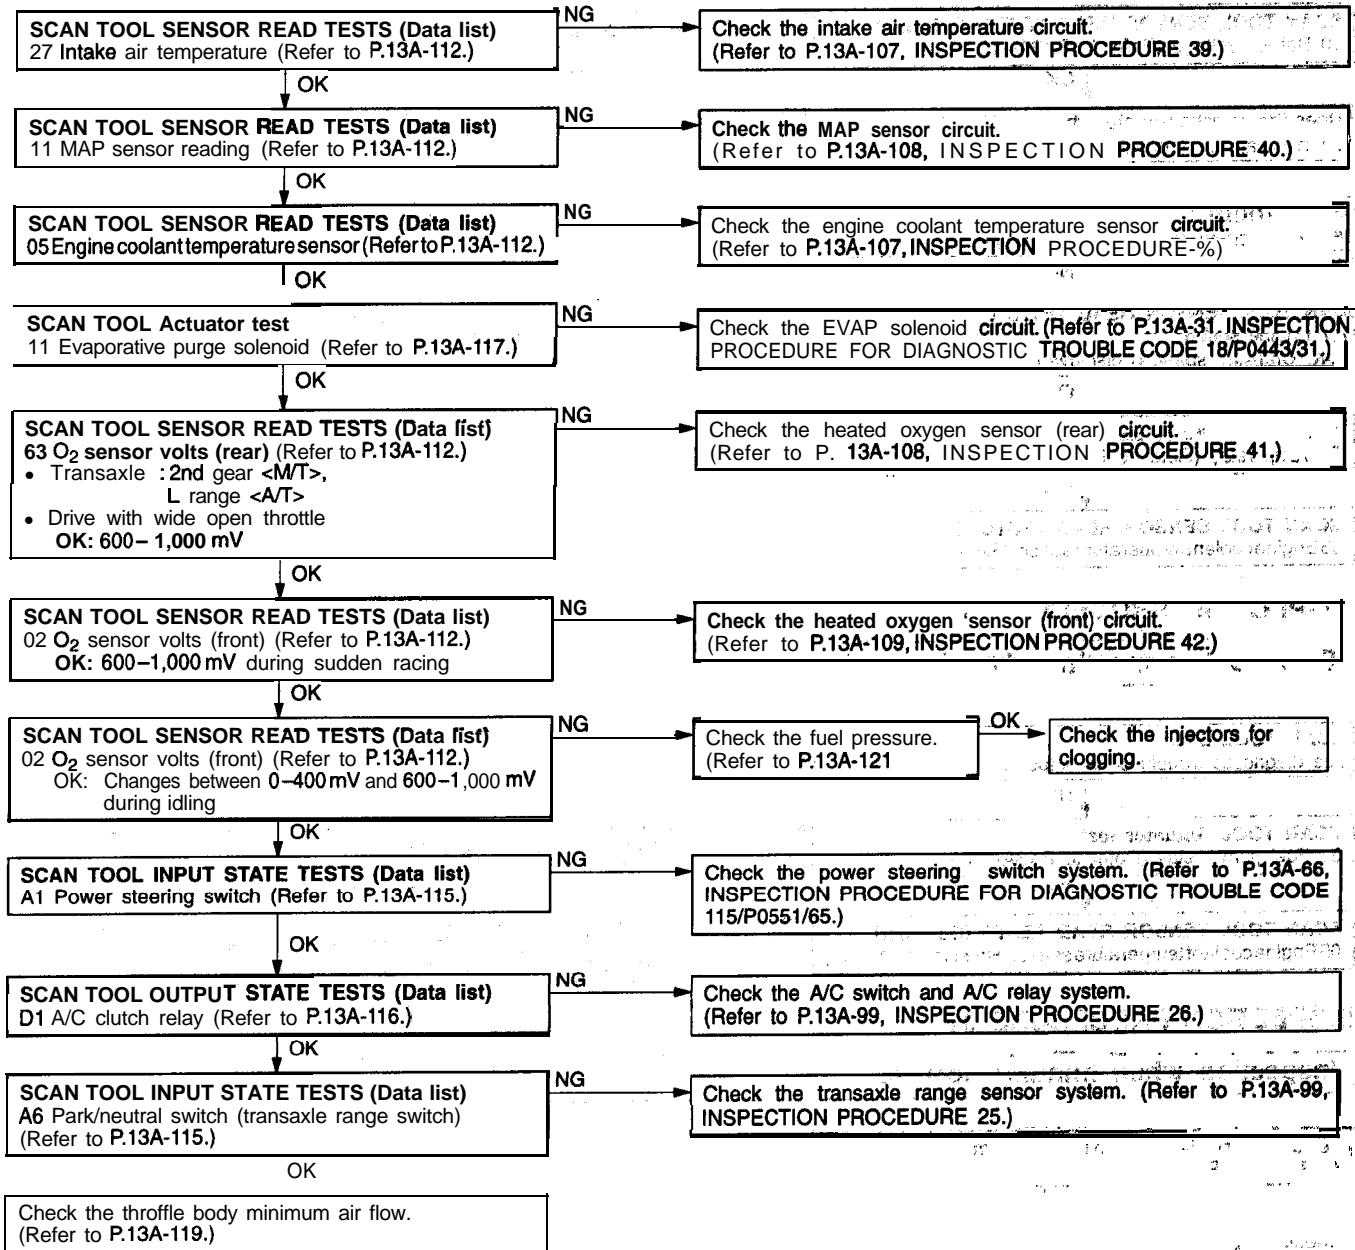 SCAN TOOL SENSOR READ TESTS (Data list)
27 Intake air temperature (Refer to P.13A-112.)
NG
Check the intake air temperature circuit.
(Refer to P.13A-107, INSPECTION PROCEDURE 39.)
OK
SCAN TOOL SENSOR READ TESTS (Data list)
11 MAP sensor reading (Refer to P.13A-112.)
NG
Check the MAP sensor circuit.
(Refer to P.13A-108, INSPECTION PROCEDURE 40.)
OK
SCAN TOOL SENSOR READ TESTS (Data list)
05 Engine coolant temperature sensor (Refer to P.13A-112.)
NG
Check the engine coolant temperature sensor circuit.
(Refer to P.13A-107, INSPECTION PROCEDURE-%)
OK
SCAN TOOL Actuator test
11 Evaporative purge solenoid (Refer to P.13A-117.)
NG
Check the EVAP solenoid circuit. (Refer to P.13A-31. INSPECTION
PROCEDURE FOR DIAGNOSTIC TROUBLE CODE 18/P0443/31.)
OK
SCAN TOOL SENSOR READ TESTS (Data list)
63 O2 sensor volts (rear) (Refer to P.13A-112.)
• Transaxle : 2nd gear <M/T>,
L range <A/T>
• Drive with wide open throttle
OK: 600–1,000 mV
NG
Check the heated oxygen sensor (rear) circuit.
(Refer to P. 13A-108, INSPECTION PROCEDURE 41.)
OK
SCAN TOOL SENSOR READ TESTS (Data list)
02 O2 sensor volts (front) (Refer to P.13A-112.)
OK: 600–1,000 mV during sudden racing
NG
Check the heated oxygen 'sensor (front) circuit.
(Refer to P.13A-109, INSPECTION PROCEDURE 42.)
OK
SCAN TOOL SENSOR READ TESTS (Data list)
02 O2 sensor volts (front) (Refer to P.13A-112.)
OK: Changes between 0–400 mV and 600–1,000 mV
during idling
NG
Check the fuel pressure.
(Refer to P.13A-121
OK
Check the injectors for
clogging.
OK
SCAN TOOL INPUT STATE TESTS (Data list)
A1 Power steering switch (Refer to P.13A-115.)
NG
Check the power steering switch system. (Refer to P.13A-66,
INSPECTION PROCEDURE FOR DIAGNOSTIC TROUBLE CODE
115/P0551/65.)
OK
SCAN TOOL OUTPUT STATE TESTS (Data list)
D1 A/C clutch relay (Refer to P.13A-116.)
NG
Check the A/C switch and A/C relay system.
(Refer to P.13A-99, INSPECTION PROCEDURE 26.)
OK
SCAN TOOL INPUT STATE TESTS (Data list)
A6 Park/neutral switch (transaxle range switch)
(Refer to P.13A-115.)
NG
Check the transaxle range sensor system. (Refer to P.13A-99,
INSPECTION PROCEDURE 25.)
OK
Check the throffle body minimum air flow.
(Refer to P.13A-119.)